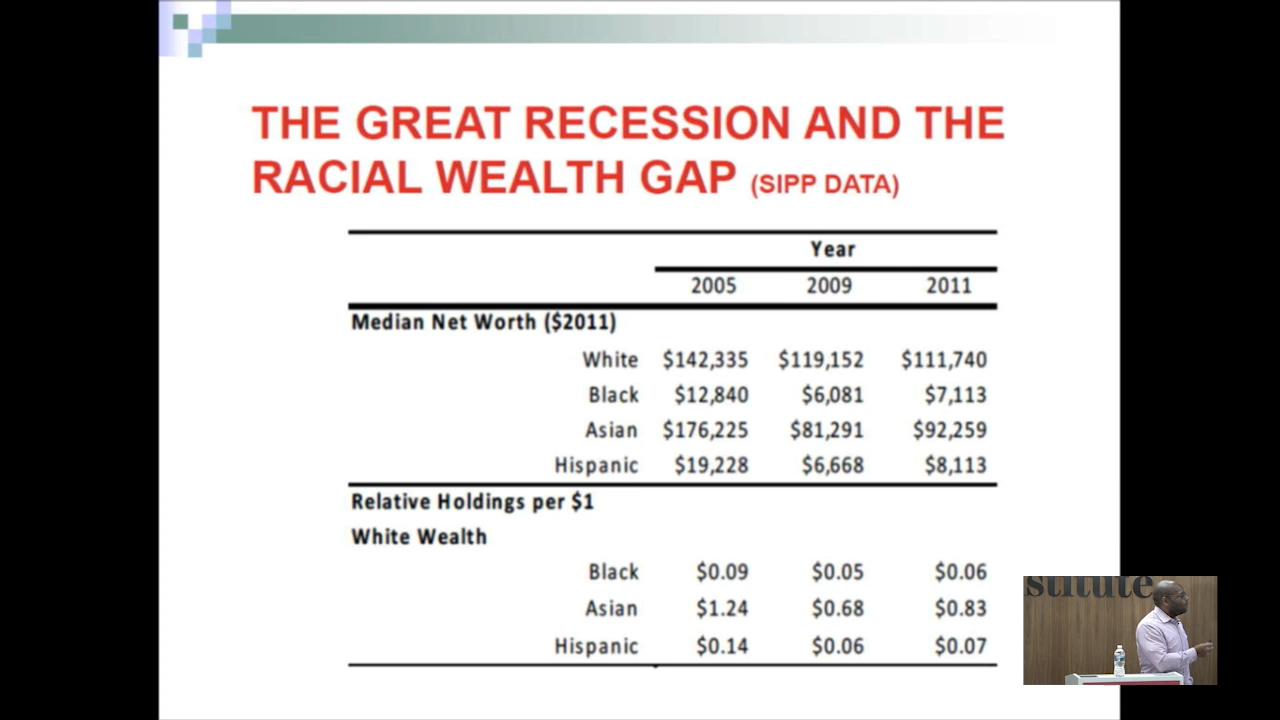 THE GREAT RECESSION AND THE
RACIAL WEALTH GAP (SIPP DATA)
Year
2005 2009 2011
Median Net Worth ($2011)
White $142,335 $119,152 $111,740
Black $12,840 $6,081 $7,113
Asian $176,225 $81,291 $92,259
Hispanic $19,228 $6,668 $8,113
Relative Holdings per $1
White Wealth
Black $0.09 $0.05 $0.06
Asian $1.24 $0.68 $0.83
Hispanic $0.14 $0.06 $0.07
stitute